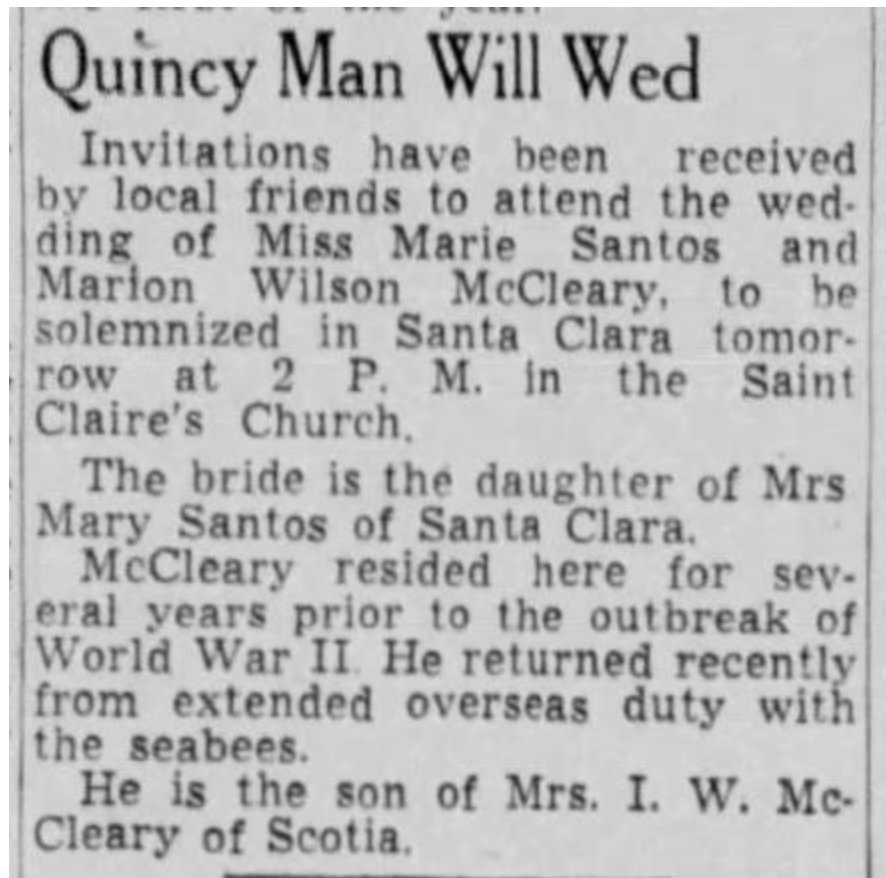 Quincy Man Will Wed
Invitations have been received
by local friends to attend the wed-
ding of Miss Marie Santos and
Marion Wilson McCleary, to be
solemnized in Santa Clara tomor-
row at 2 P. M. in the Saint
Claire's Church.
The bride is the daughter of Mrs
Mary Santos of Santa Clara.
McCleary resided here for sev-
eral years prior to the outbreak of
World War II. He returned recently
from extended overseas duty with
the seabees.
He is the son of Mrs. I. W. Mc-
Cleary of Scotia.